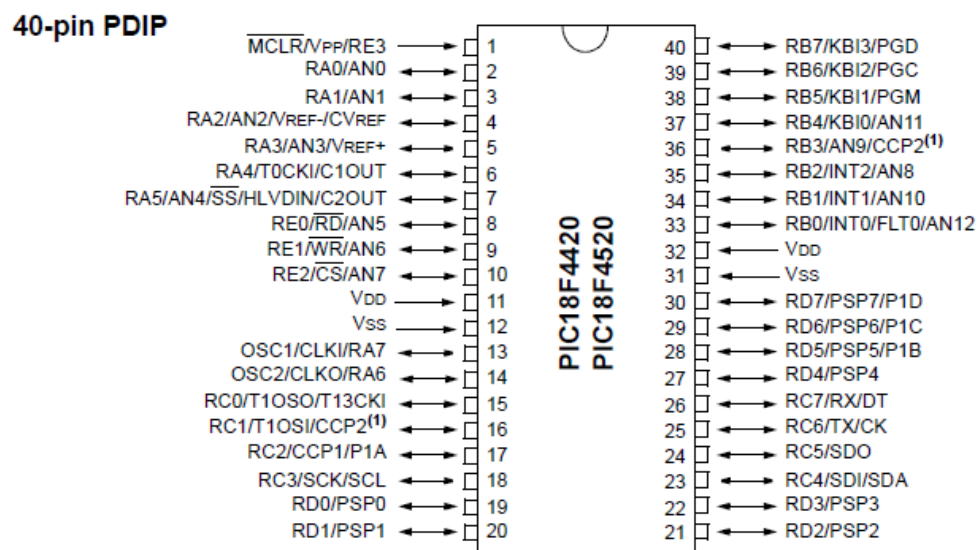 40-pin PDIP
MCLR/VPP/RE3 1 40 RB7/KBI3/PGD
RA0/AN0 2 39 RB6/KBI2/PGC
RA1/AN1 3 38 RB5/KBI1/PGM
RA2/AN2/VREF-/CVREF 4 37 RB4/KBI0/AN11
RA3/AN3/VREF+ 5 36 RB3/AN9/CCP2(1)
RA4/T0CKI/C1OUT 6 35 RB2/INT2/AN8
RA5/AN4/SS/HLVDIN/C2OUT 7 34 RB1/INT1/AN10
RE0/RD/AN5 8 33 RB0/INT0/FLT0/AN12
RE1/WR/AN6 9 32 VDD
RE2/CS/AN7 10 31 VSS
VDD 11 30 RD7/PSP7/P1D
VSS 12 29 RD6/PSP6/P1C
OSC1/CLKI/RA7 13 28 RD5/PSP5/P1B
OSC2/CLKO/RA6 14 27 RD4/PSP4
RC0/T1OSO/T13CKI 15 26 RC7/RX/DT
RC1/T1OSI/CCP2(1) 16 25 RC6/TX/CK
RC2/CCP1/P1A 17 24 RC5/SDO
RC3/SCK/SCL 18 23 RC4/SDI/SDA
RD0/PSP0 19 22 RD3/PSP3
RD1/PSP1 20 21 RD2/PSP2
PIC18F4420
PIC18F4520